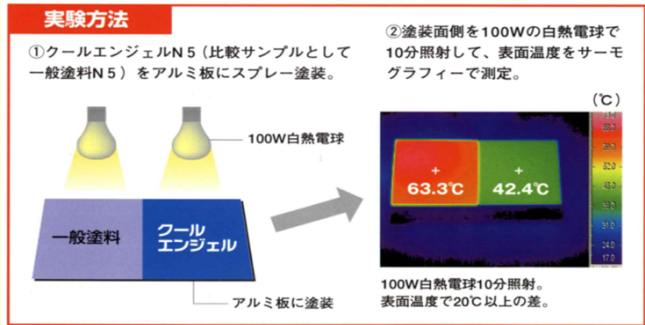 実験方法
①クールエンジェルN5(比較サンプルとして
一般塗料N5)をアルミ板にスプレー塗装。
②塗装面側を100Wの白熱電球で
10分照射して、表面温度をサーモ
グラフィーで測定。
100W白熱電球
一般塗料
クール
エンジェル
アルミ板に塗装
(℃)
63.3℃
42.4℃
24.0
17.0
100W白熱電球10分照射。
表面温度で20℃以上の差。